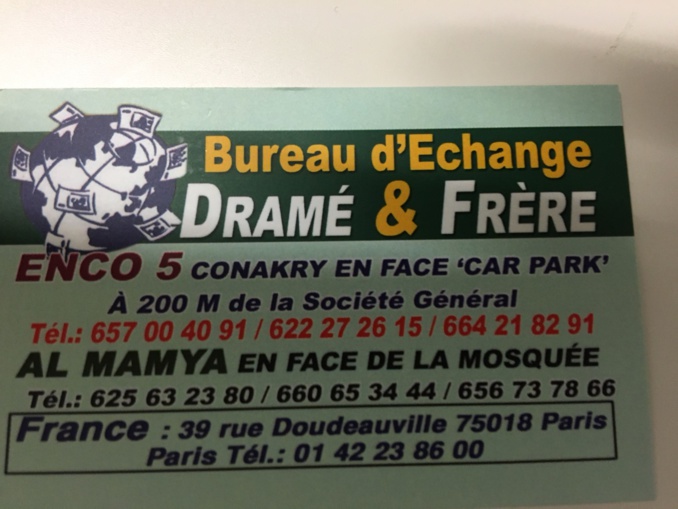 Bureau d'Echange
DRAMÉ & FRÈRE
ENCO 5 CONAKRY EN FACE 'CAR PARK'
À 200 M de la Société Général
Tél.: 657 00 40 91 / 622 27 26 15 / 664 21 82 91
AL MAMYA EN FACE DE LA MOSQUÉE
Tél.: 625 63 23 80 / 660 65 34 44 / 656 73 78 66
France : 39 rue Doudeauville 75018 Paris
Paris Tél.: 01 42 23 86 00